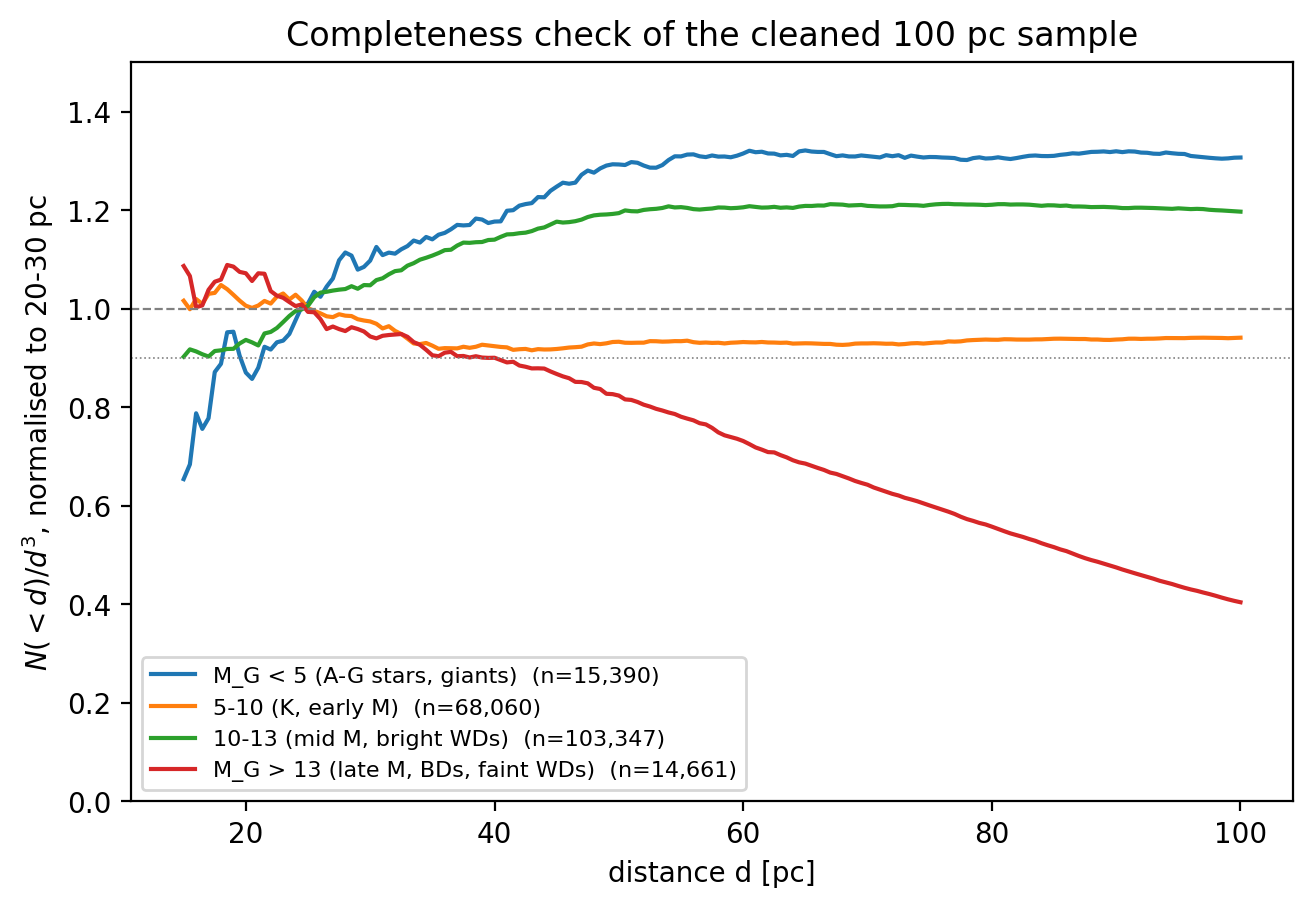 Completeness check of the cleaned 100 pc sample
N(<d)/d³, normalised to 20-30 pc
1.4
1.2
1.0
0.8
0.6
0.4
0.2
0.0
M_G < 5 (A-G stars, giants) (n=15,390)
5-10 (K, early M) (n=68,060)
10-13 (mid M, bright WDs) (n=103,347)
M_G > 13 (late M, BDs, faint WDs) (n=14,661)
20 40 60 80 100
distance d [pc]